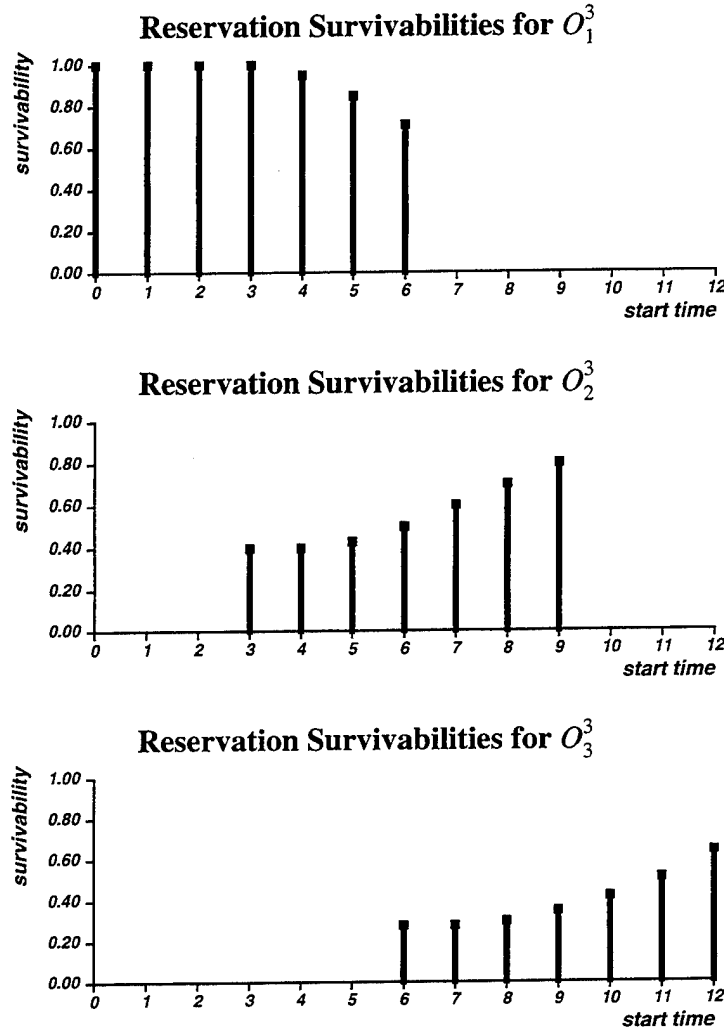 Reservation Survivabilities for O₁³
survivability
1.00
0.80
0.60
0.40
0.20
0.00
0 1 2 3 4 5 6 7 8 9 10 11 12
start time
Reservation Survivabilities for O₂³
survivability
1.00
0.80
0.60
0.40
0.20
0.00
0 1 2 3 4 5 6 7 8 9 10 11 12
start time
Reservation Survivabilities for O₃³
survivability
1.00
0.80
0.60
0.40
0.20
0.00
0 1 2 3 4 5 6 7 8 9 10 11 12
start time